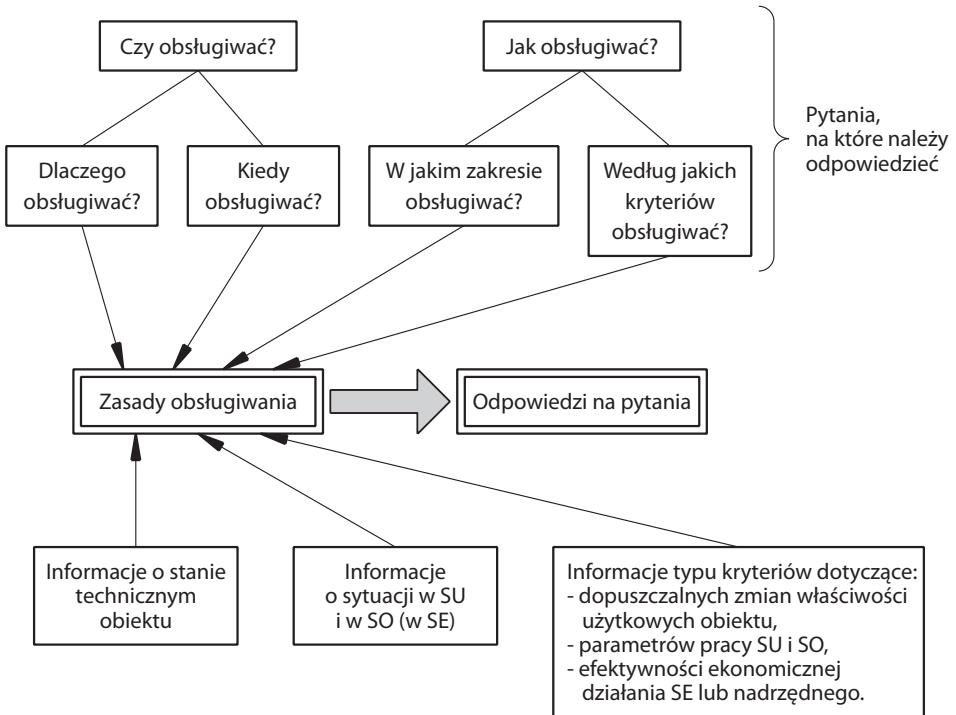 Czy obsługiwać?
Jak obsługiwać?
Pytania,
na które należy
odpowiedzieć
Dlaczego
obsługiwać?
Kiedy
obsługiwać?
W jakim zakresie
obsługiwać?
Według jakich
kryteriów
obsługiwać?
Zasady obsługiwania
Odpowiedzi na pytania
Informacje o stanie
technicznym
obiektu
Informacje
o sytuacji w SU
i w SO (w SE)
Informacje typu kryteriów dotyczące:
- dopuszczalnych zmian właściwości
użytkowych obiektu,
- parametrów pracy SU i SO,
- efektywności ekonomicznej
działania SE lub nadrzędnego.